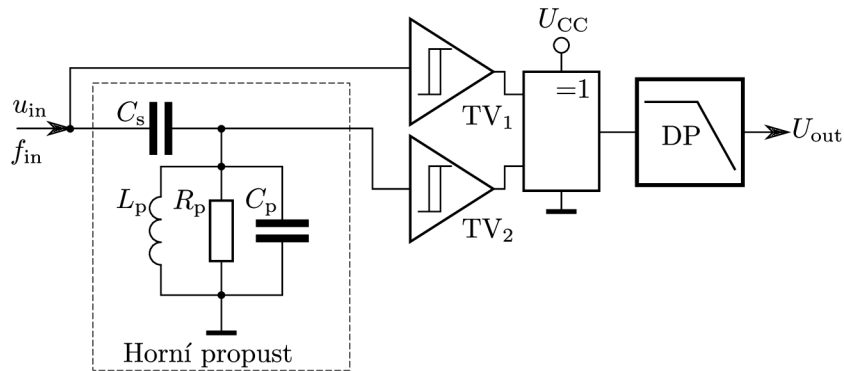 U_CC
=1
u_in
f_in
C_s
TV_1
DP
U_out
L_p R_p C_p
TV_2
Horní propust